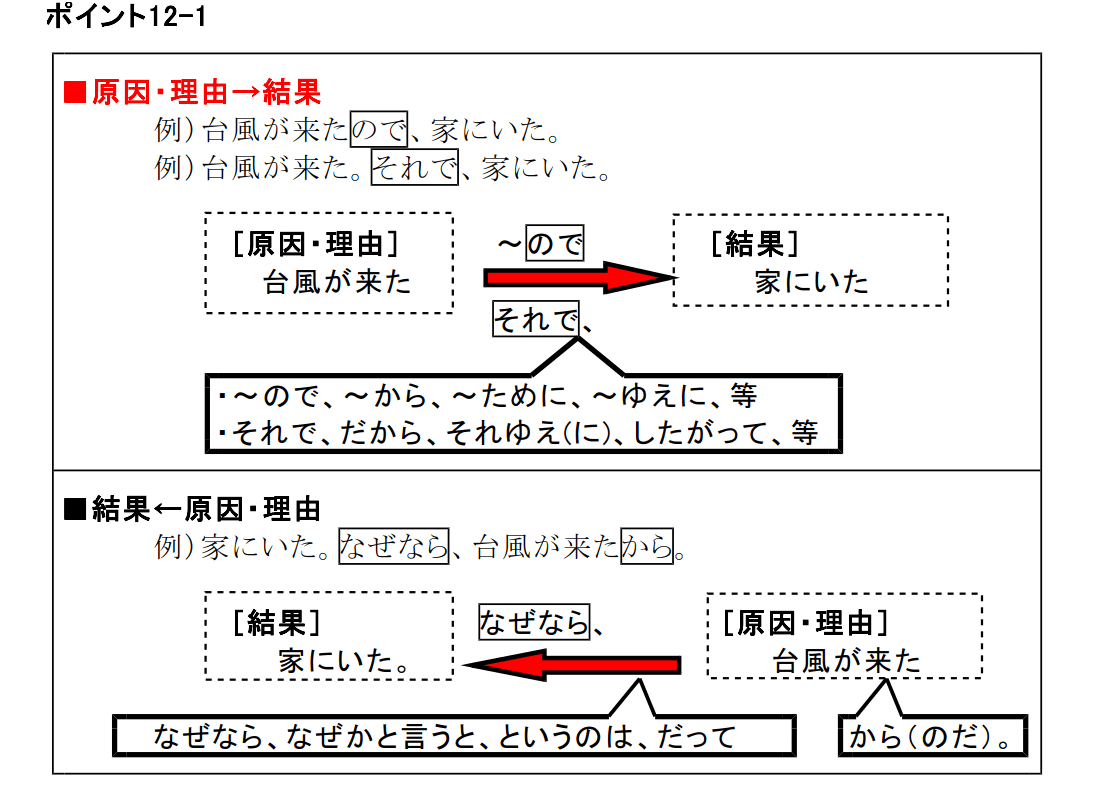 ポイント12-1
■原因・理由→結果
例)台風が来たので、家にいた。
例)台風が来た。それで、家にいた。
[原因・理由] ～ので [結果]
台風が来た 家にいた
それで、
・～ので、～から、～ために、～ゆえに、等
・それで、だから、それゆえ(に)、したがって、等
■結果←原因・理由
例)家にいた。なぜなら、台風が来たから。
[結果] なぜなら、 [原因・理由]
家にいた。 台風が来た
なぜなら、なぜかと言うと、というのは、だって から(のだ)。